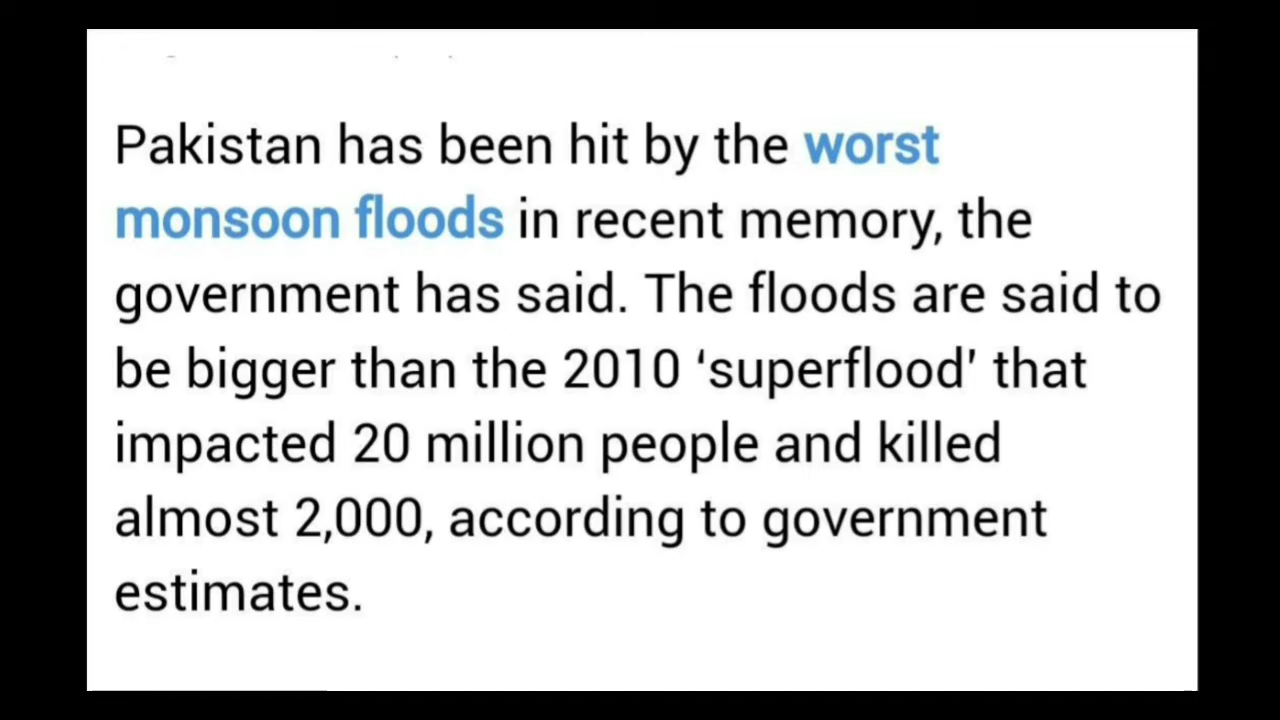 Pakistan has been hit by the worst
monsoon floods in recent memory, the
government has said. The floods are said to
be bigger than the 2010 ‘superflood’ that
impacted 20 million people and killed
almost 2,000, according to government
estimates.